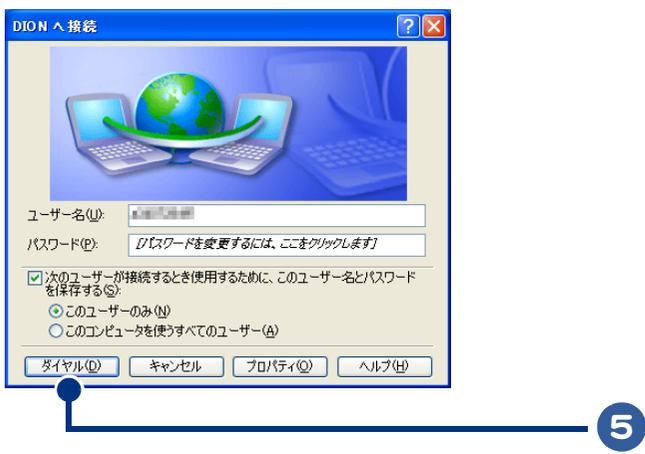 DION へ接続
ユーザー名(U):
パスワード(P):
[パスワードを変更するには、ここをクリックします]
次のユーザーが接続するとき使用するために、このユーザー名とパスワード
を保存する(S):
このユーザーのみ(N)
このコンピュータを使うすべてのユーザー(A)
ダイヤル(D) キャンセル プロパティ(O) ヘルプ(H)
5